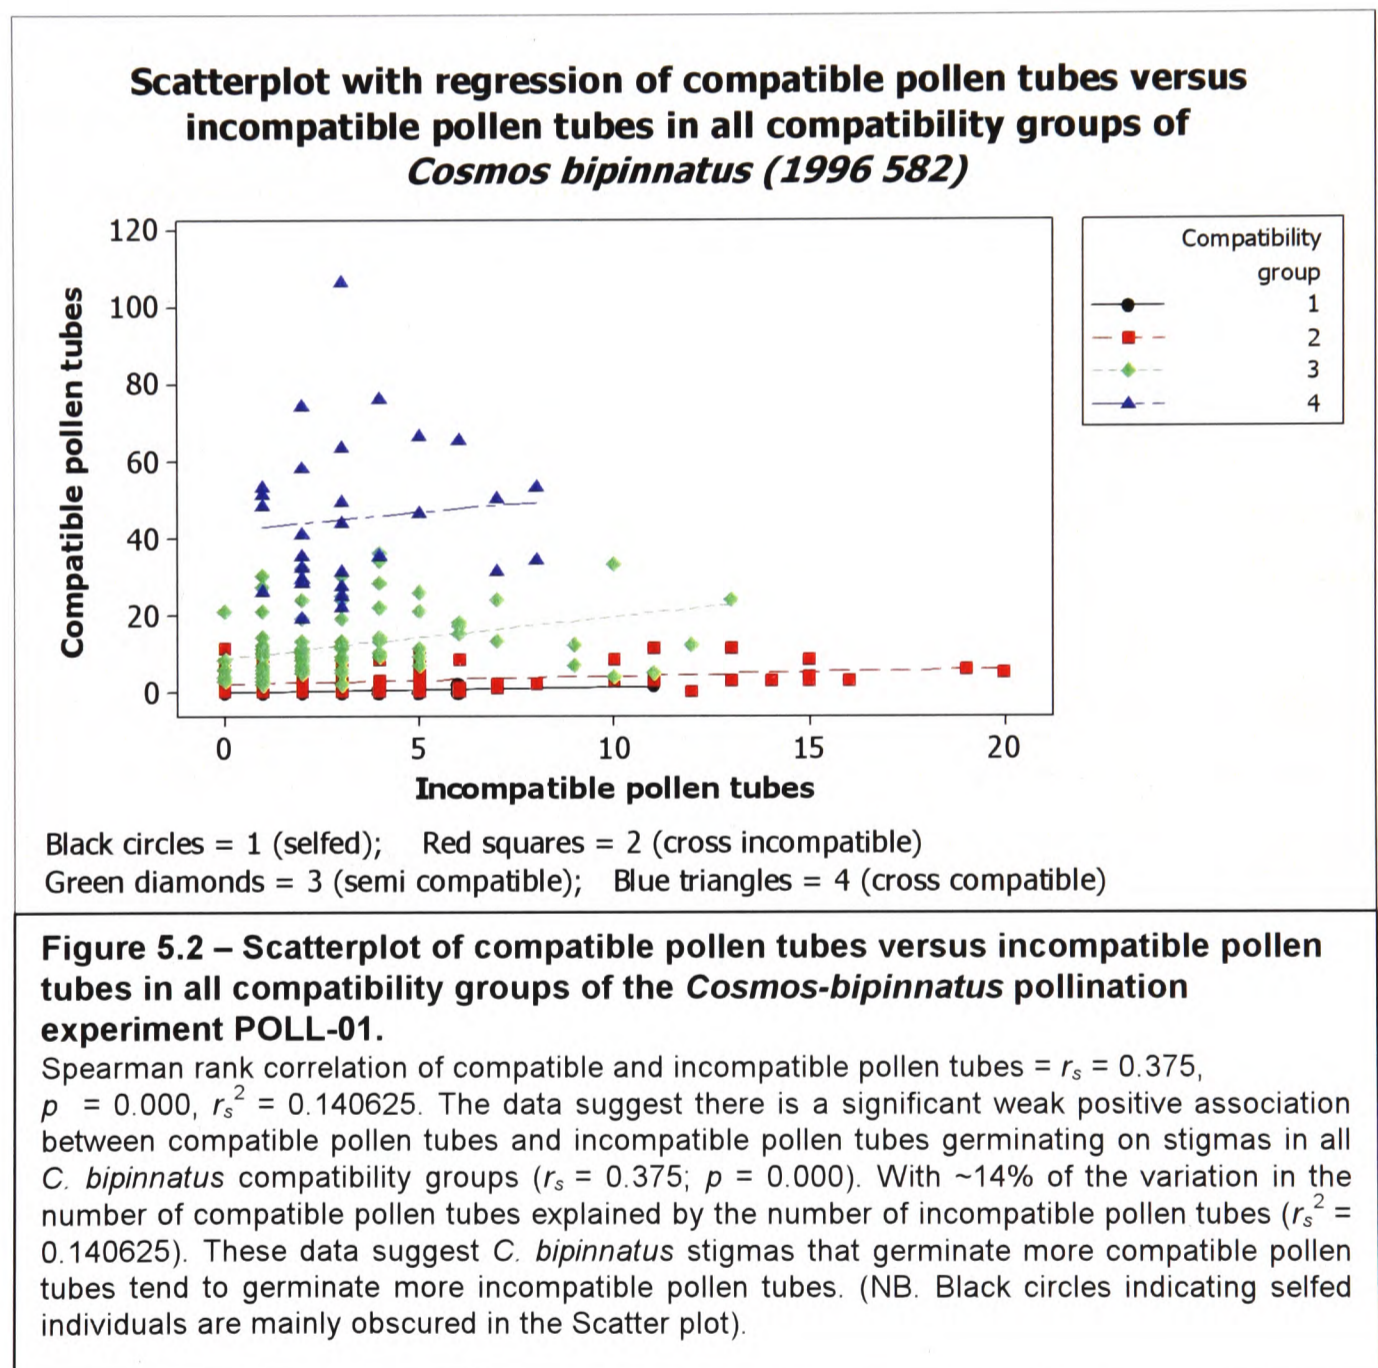 Scatterplot with regression of compatible pollen tubes versus
incompatible pollen tubes in all compatibility groups of
Cosmos bipinnatus (1996 582)
120
100
80
60
40
20
0
Compatible pollen tubes
0 5 10 15 20
Incompatible pollen tubes
Compatibility
group
1
2
3
4
Black circles = 1 (selfed); Red squares = 2 (cross incompatible)
Green diamonds = 3 (semi compatible); Blue triangles = 4 (cross compatible)
Figure 5.2 – Scatterplot of compatible pollen tubes versus incompatible pollen
tubes in all compatibility groups of the Cosmos-bipinnatus pollination
experiment POLL-01.
Spearman rank correlation of compatible and incompatible pollen tubes = rₛ = 0.375,
p = 0.000, rₛ² = 0.140625. The data suggest there is a significant weak positive association
between compatible pollen tubes and incompatible pollen tubes germinating on stigmas in all
C. bipinnatus compatibility groups (rₛ = 0.375; p = 0.000). With ~14% of the variation in the
number of compatible pollen tubes explained by the number of incompatible pollen tubes (rₛ² =
0.140625). These data suggest C. bipinnatus stigmas that germinate more compatible pollen
tubes tend to germinate more incompatible pollen tubes. (NB. Black circles indicating selfed
individuals are mainly obscured in the Scatter plot).